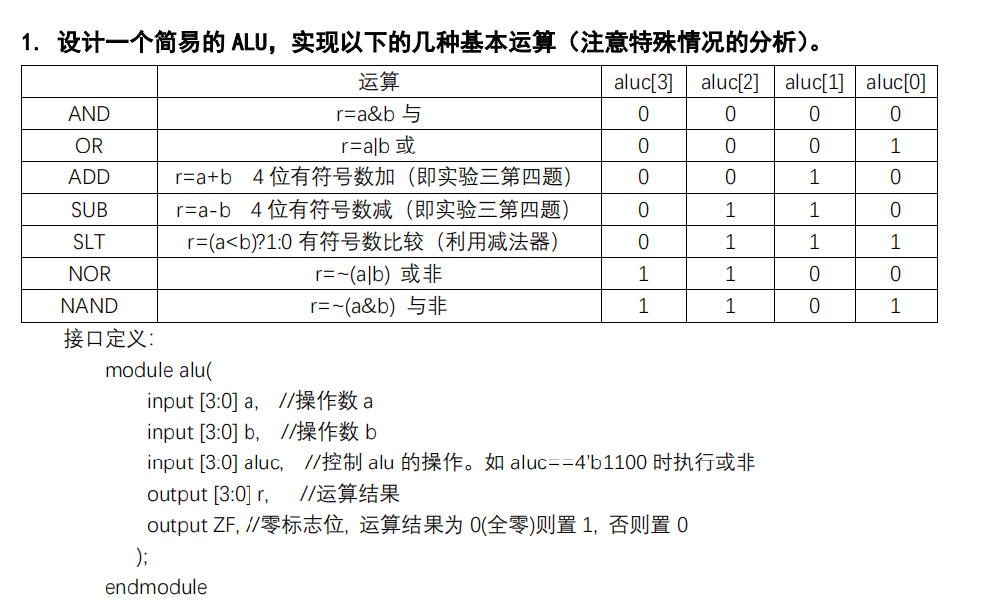 1. 设计一个简易的 ALU，实现以下的几种基本运算（注意特殊情况的分析）。
运算 aluc[3] aluc[2] aluc[1] aluc[0]
AND r=a&b 与 0 0 0 0
OR r=a|b 或 0 0 0 1
ADD r=a+b 4 位有符号数加（即实验三第四题） 0 0 1 0
SUB r=a-b 4 位有符号数减（即实验三第四题） 0 1 1 0
SLT r=(a<b)?1:0 有符号数比较（利用减法器） 0 1 1 1
NOR r=~(a|b) 或非 1 1 0 0
NAND r=~(a&b) 与非 1 1 0 1
接口定义：
module alu(
input [3:0] a, //操作数 a
input [3:0] b, //操作数 b
input [3:0] aluc, //控制 alu 的操作。如 aluc==4'b1100 时执行或非
output [3:0] r, //运算结果
output ZF, //零标志位, 运算结果为 0(全零)则置 1, 否则置 0
);
endmodule